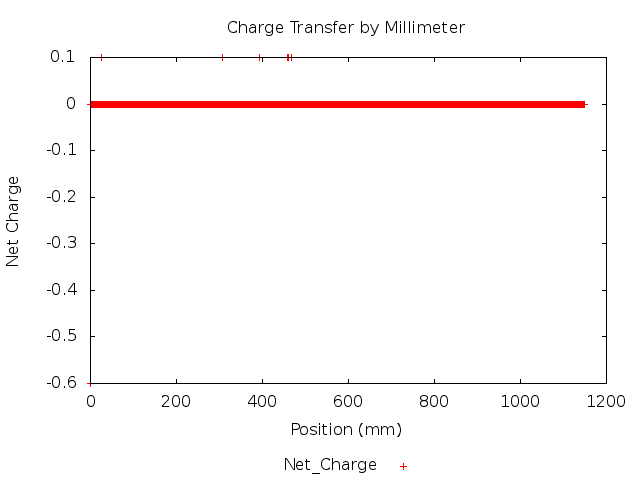 Charge Transfer by Millimeter
0.1
0
-0.1
-0.2
-0.3
-0.4
-0.5
-0.6
Net Charge
0 200 400 600 800 1000 1200
Position (mm)
Net_Charge